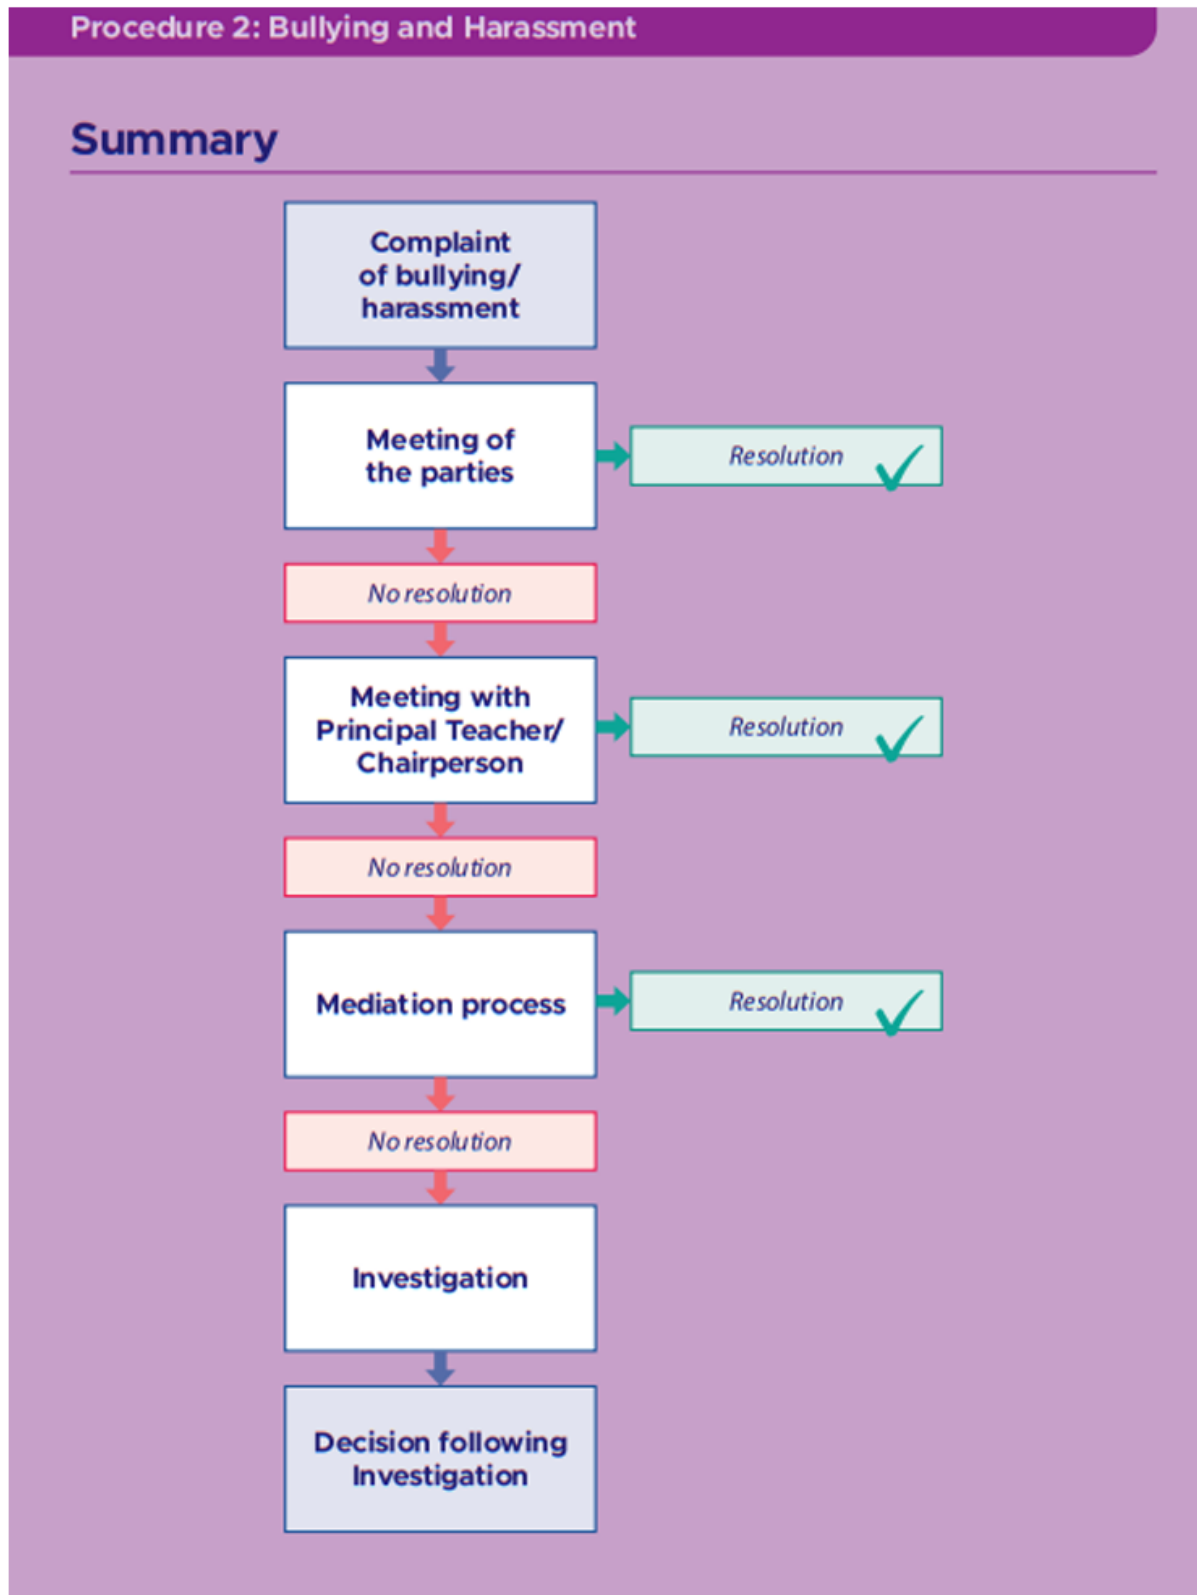 Procedure 2: Bullying and Harassment
Summary
Complaint
of bullying/
harassment
Meeting of
the parties
Resolution
No resolution
Meeting with
Principal Teacher/
Chairperson
Resolution
No resolution
Mediation process
Resolution
No resolution
Investigation
Decision following
Investigation